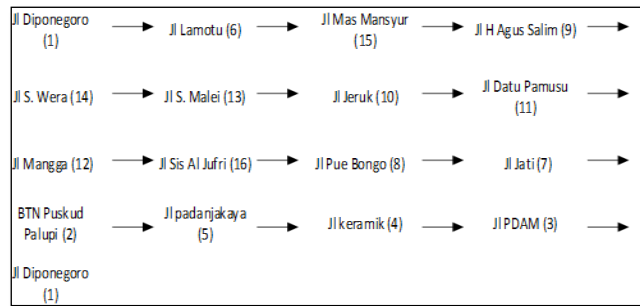 Jl Diponegoro (1) Jl Lamotu (6) Jl Mas Mansyur (15) Jl H Agus Salim (9)
Jl S. Wera (14) Jl S. Malei (13) Jl Jeruk (10) Jl Datu Pamusu (11)
Jl Mangga (12) Jl Sis Al Jufri (16) Jl Pue Bongo (8) Jl Jati (7)
BTN Puskud Palupi (2) Jl padanjakaya (5) Jl keramik (4) Jl PDAM (3)
Jl Diponegoro (1)